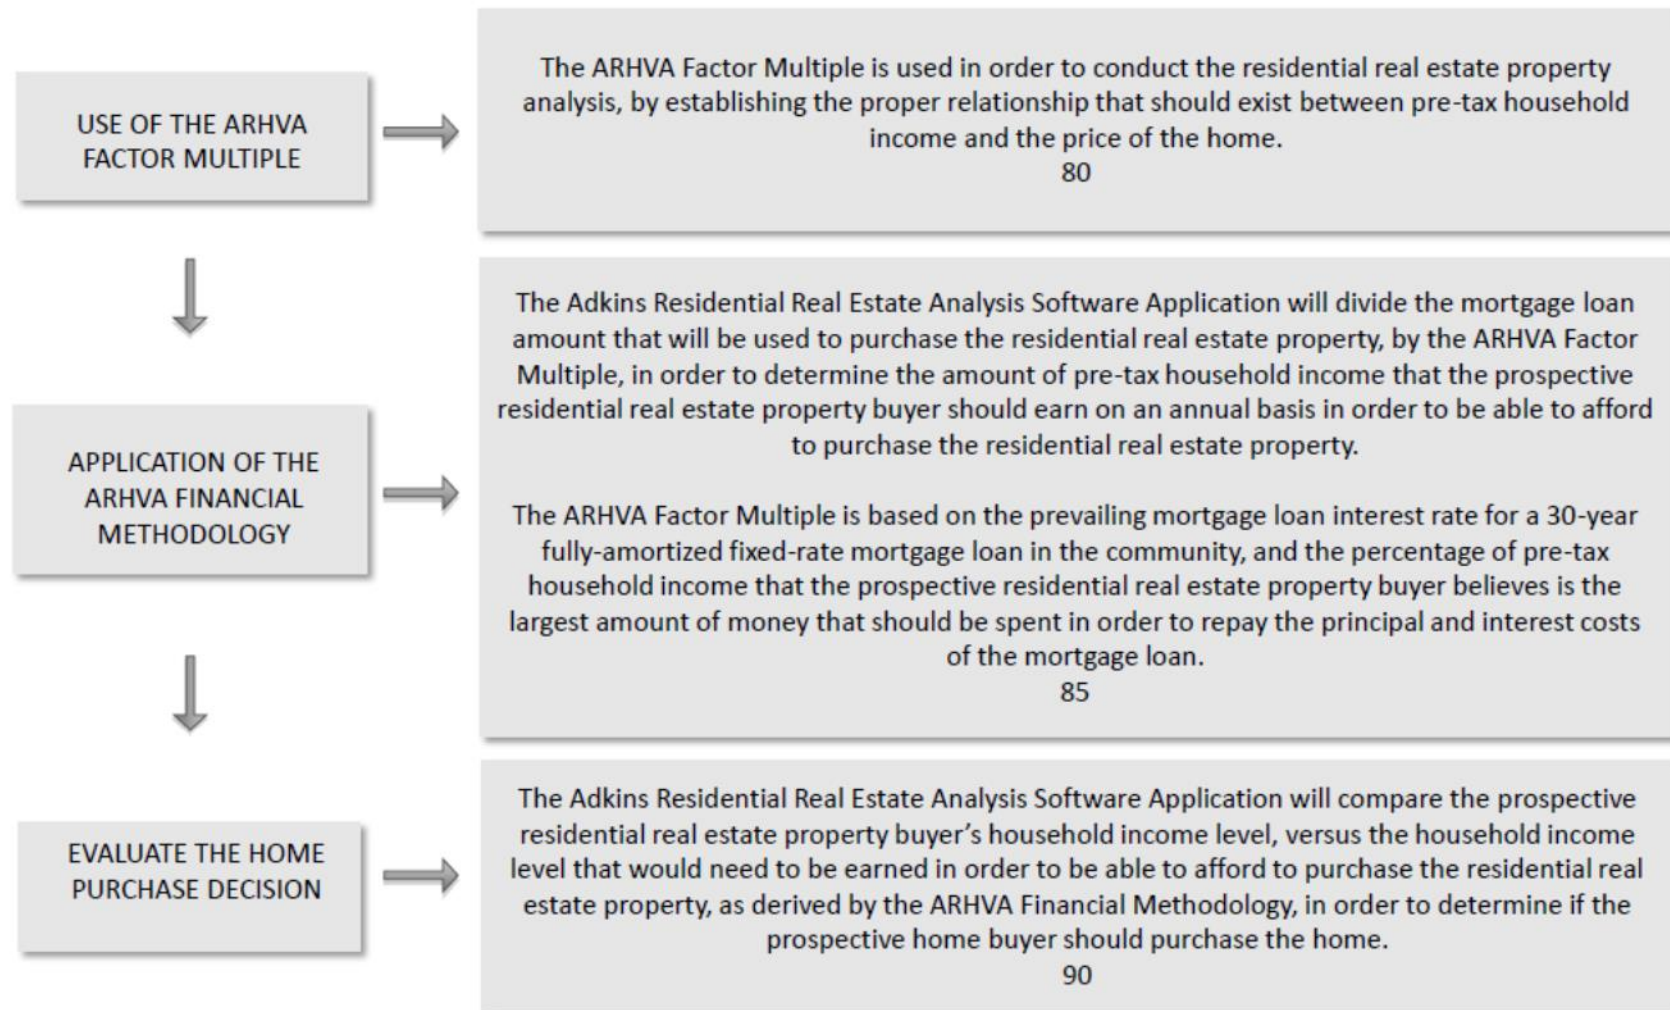 USE OF THE ARHVA
FACTOR MULTIPLE
The ARHVA Factor Multiple is used in order to conduct the residential real estate property
analysis, by establishing the proper relationship that should exist between pre-tax household
income and the price of the home.
80
APPLICATION OF THE
ARHVA FINANCIAL
METHODOLOGY
The Adkins Residential Real Estate Analysis Software Application will divide the mortgage loan
amount that will be used to purchase the residential real estate property, by the ARHVA Factor
Multiple, in order to determine the amount of pre-tax household income that the prospective
residential real estate property buyer should earn on an annual basis in order to be able to afford
to purchase the residential real estate property.
The ARHVA Factor Multiple is based on the prevailing mortgage loan interest rate for a 30-year
fully-amortized fixed-rate mortgage loan in the community, and the percentage of pre-tax
household income that the prospective residential real estate property buyer believes is the
largest amount of money that should be spent in order to repay the principal and interest costs
of the mortgage loan.
85
EVALUATE THE HOME
PURCHASE DECISION
The Adkins Residential Real Estate Analysis Software Application will compare the prospective
residential real estate property buyer's household income level, versus the household income
level that would need to be earned in order to be able to afford to purchase the residential real
estate property, as derived by the ARHVA Financial Methodology, in order to determine if the
prospective home buyer should purchase the home.
90